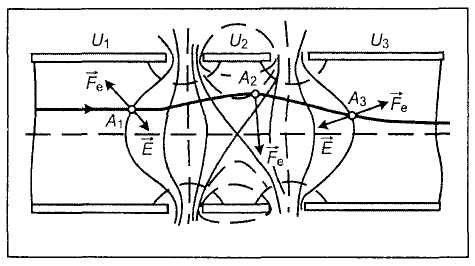 U₁ U₂ U₃
F⃗e A₂ F⃗e
A₁ A₃
E⃗ F⃗e E⃗